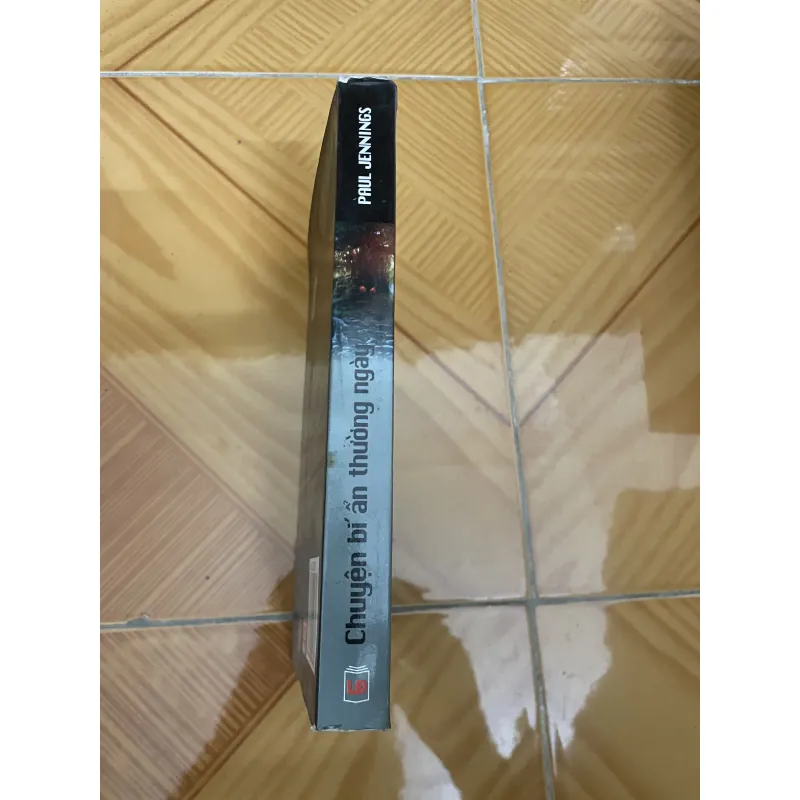 PAUL JENNINGS
Chuyện bí ẩn thường ngày